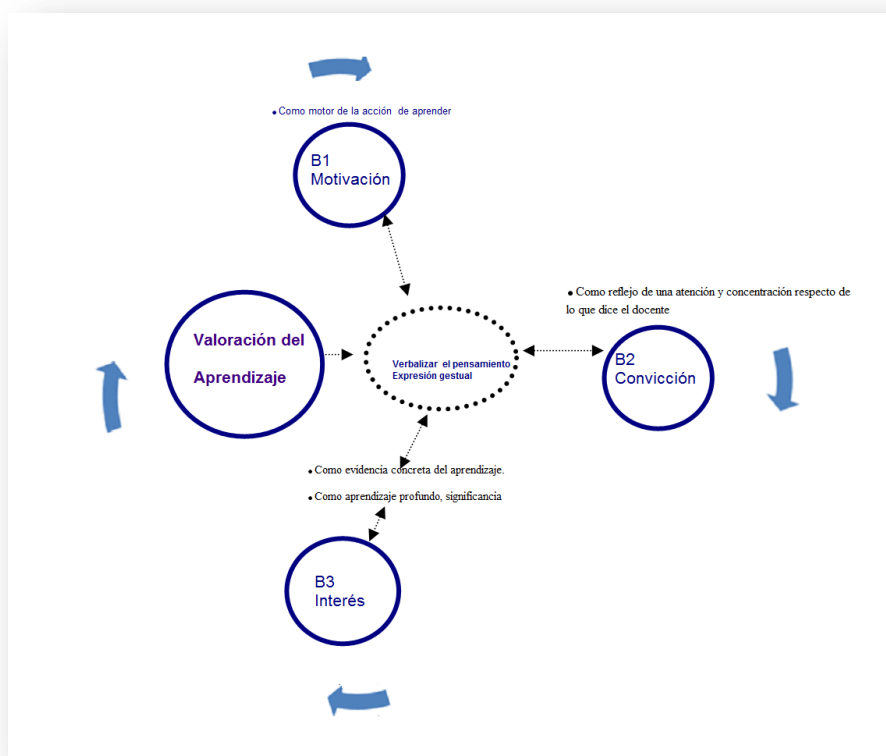 • Como motor de la acción de aprender
B1
Motivación
• Como reflejo de una atención y concentración respecto de
lo que dice el docente
Valoración del
Aprendizaje
Verbalizar el pensamiento
Expresión gestual
B2
Convicción
• Como evidencia concreta del aprendizaje.
• Como aprendizaje profundo, significancia
B3
Interés